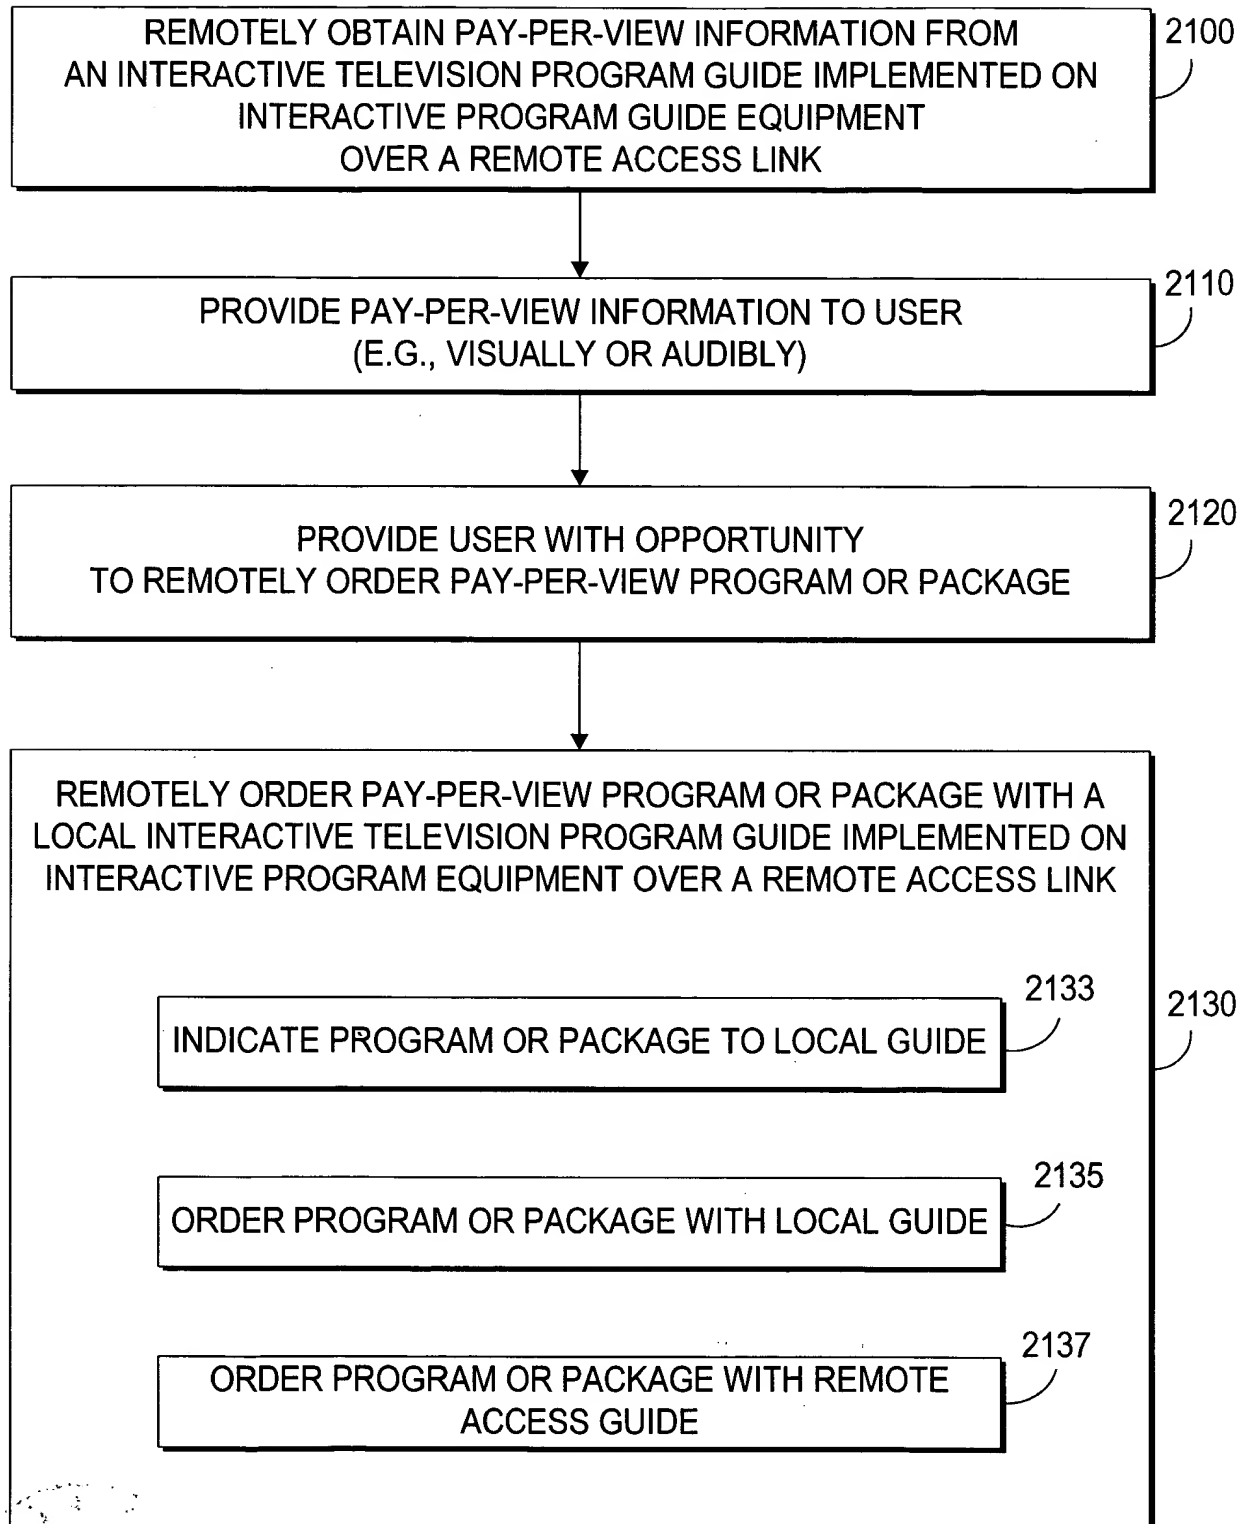 REMOTELY OBTAIN PAY-PER-VIEW INFORMATION FROM
AN INTERACTIVE TELEVISION PROGRAM GUIDE IMPLEMENTED ON
INTERACTIVE PROGRAM GUIDE EQUIPMENT
OVER A REMOTE ACCESS LINK
2100
PROVIDE PAY-PER-VIEW INFORMATION TO USER
(E.G., VISUALLY OR AUDIBLY)
2110
PROVIDE USER WITH OPPORTUNITY
TO REMOTELY ORDER PAY-PER-VIEW PROGRAM OR PACKAGE
2120
REMOTELY ORDER PAY-PER-VIEW PROGRAM OR PACKAGE WITH A
LOCAL INTERACTIVE TELEVISION PROGRAM GUIDE IMPLEMENTED ON
INTERACTIVE PROGRAM EQUIPMENT OVER A REMOTE ACCESS LINK
2130
INDICATE PROGRAM OR PACKAGE TO LOCAL GUIDE
2133
ORDER PROGRAM OR PACKAGE WITH LOCAL GUIDE
2135
ORDER PROGRAM OR PACKAGE WITH REMOTE
ACCESS GUIDE
2137